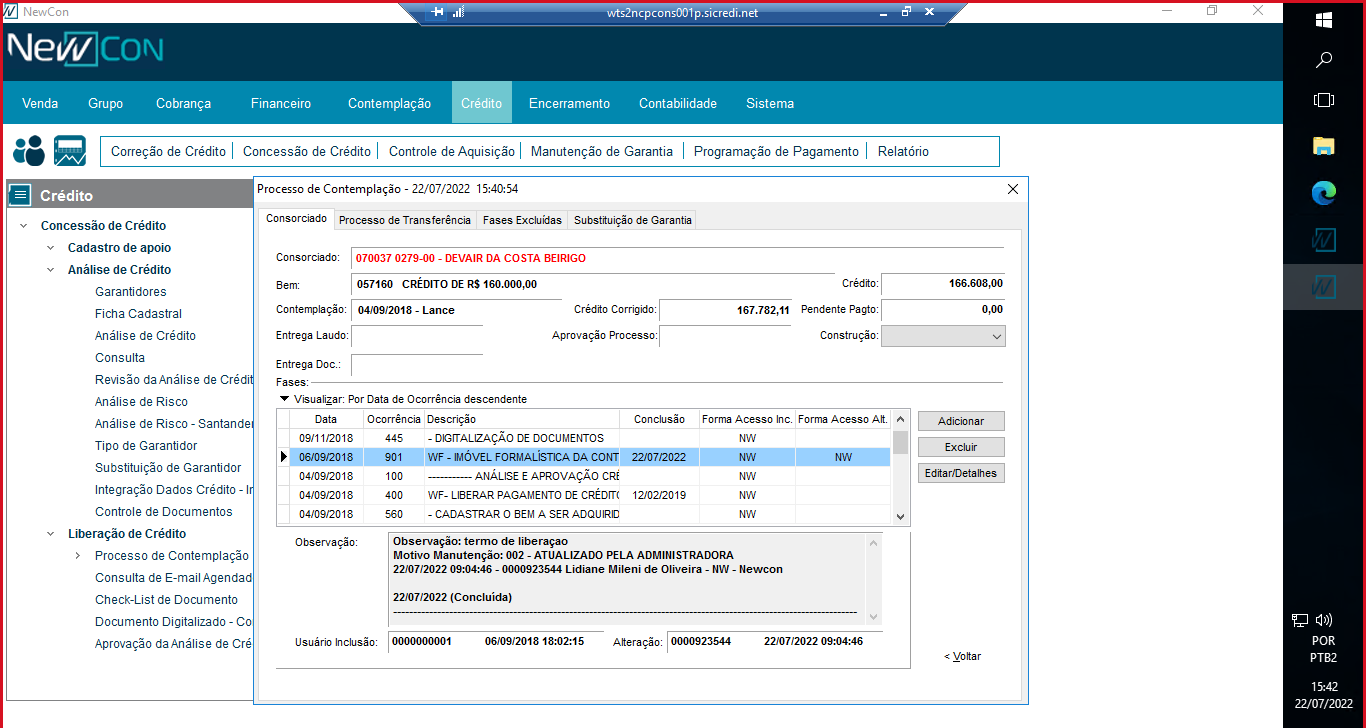 NewCon
wts2ncpcons001p.sicredi.net
NewCON
Venda Grupo Cobrança Financeiro Contemplação Crédito Encerramento Contabilidade Sistema
Correção de Crédito Concessão de Crédito Controle de Aquisição Manutenção de Garantia Programação de Pagamento Relatório
Crédito
Concessão de Crédito
Cadastro de apoio
Análise de Crédito
Garantidores
Ficha Cadastral
Análise de Crédito
Consulta
Revisão da Análise de Crédit
Análise de Risco
Análise de Risco - Santander
Tipo de Garantidor
Substituição de Garantidor
Integração Dados Crédito - Ir
Controle de Documentos
Liberação de Crédito
Processo de Contemplação
Consulta de E-mail Agendad
Check-List de Documento
Documento Digitalizado - Co
Aprovação da Análise de Cré
Processo de Contemplação - 22/07/2022 15:40:54
Consorciado Processo de Transferência Fases Excluídas Substituição de Garantia
Consorciado: 070037 0279-00 - DEVAIR DA COSTA BEIRIGO
Bem: 057160 CRÉDITO DE R$ 160.000,00 Crédito: 166.608,00
Contemplação: 04/09/2018 - Lance Crédito Corrigido: 167.782,11 Pendente Pagto: 0,00
Entrega Laudo: Aprovação Processo: Construção:
Entrega Doc.:
Fases:
Visualizar: Por Data de Ocorrência descendente
Data Ocorrência Descrição Conclusão Forma Acesso Inc. Forma Acesso Alt.
09/11/2018 445 - DIGITALIZAÇÃO DE DOCUMENTOS NW
06/09/2018 901 WF - IMÓVEL FORMALÍSTICA DA CONT 22/07/2022 NW NW
04/09/2018 100 ----------- ANÁLISE E APROVAÇÃO CRÉ NW
04/09/2018 400 WF- LIBERAR PAGAMENTO DE CRÉDITO 12/02/2019 NW
04/09/2018 560 - CADASTRAR O BEM A SER ADQUIRID NW
Adicionar
Excluir
Editar/Detalhes
Observação: Observação: termo de liberaçao
Motivo Manutenção: 002 - ATUALIZADO PELA ADMINISTRADORA
22/07/2022 09:04:46 - 0000923544 Lidiane Mileni de Oliveira - NW - Newcon
22/07/2022 (Concluída)
Usuário Inclusão: 0000000001 06/09/2018 18:02:15 Alteração: 0000923544 22/07/2022 09:04:46
< Voltar
POR
PTB2
15:42
22/07/2022